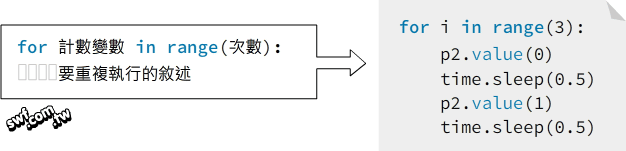 for 計數變數 in range(次數):
要重複執行的敘述
swf.com.tw
for i in range(3):
    p2.value(0)
    time.sleep(0.5)
    p2.value(1)
    time.sleep(0.5)